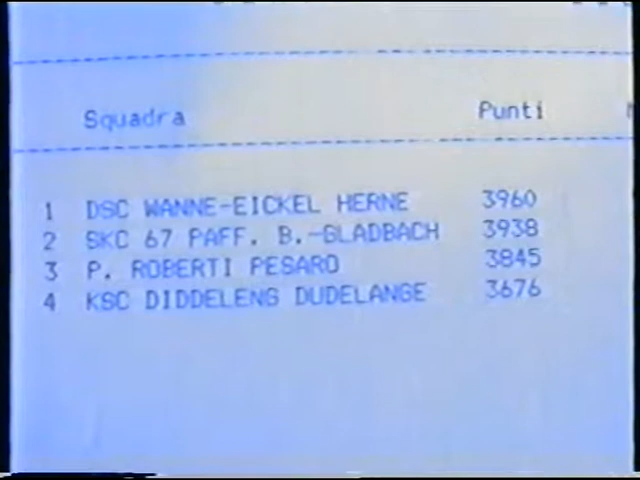 Squadra Punti
1 DSC WANNE-EICKEL HERNE 3960
2 SKC 67 PAFF. B.-GLADBACH 3938
3 P. ROBERTI PESARO 3845
4 KSC DIDDELENG DUDELANGE 3676